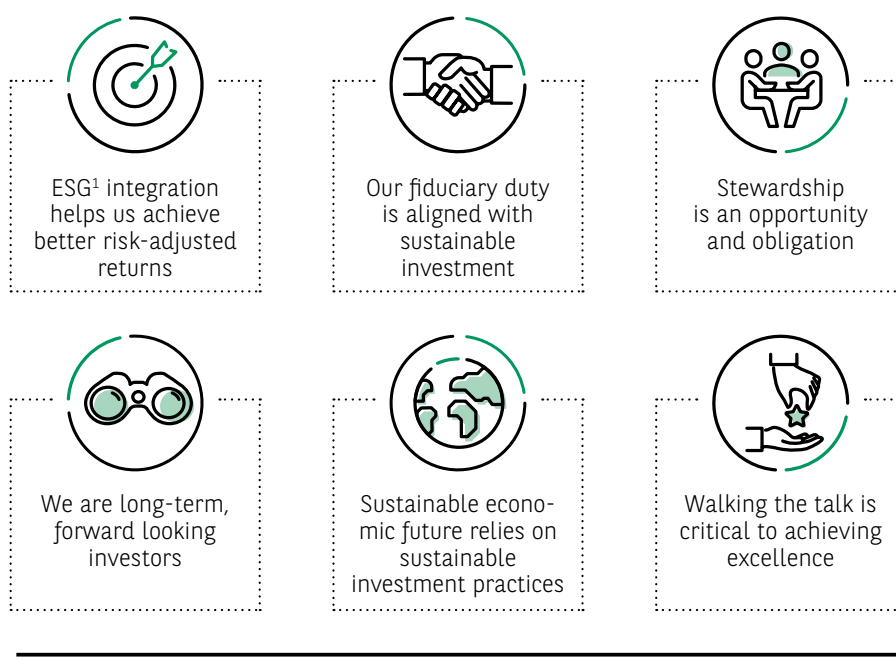 ESG¹ integration
helps us achieve
better risk-adjusted
returns
Our fiduciary duty
is aligned with
sustainable
investment
Stewardship
is an opportunity
and obligation
We are long-term,
forward looking
investors
Sustainable econo-
mic future relies on
sustainable
investment practices
Walking the talk is
critical to achieving
excellence